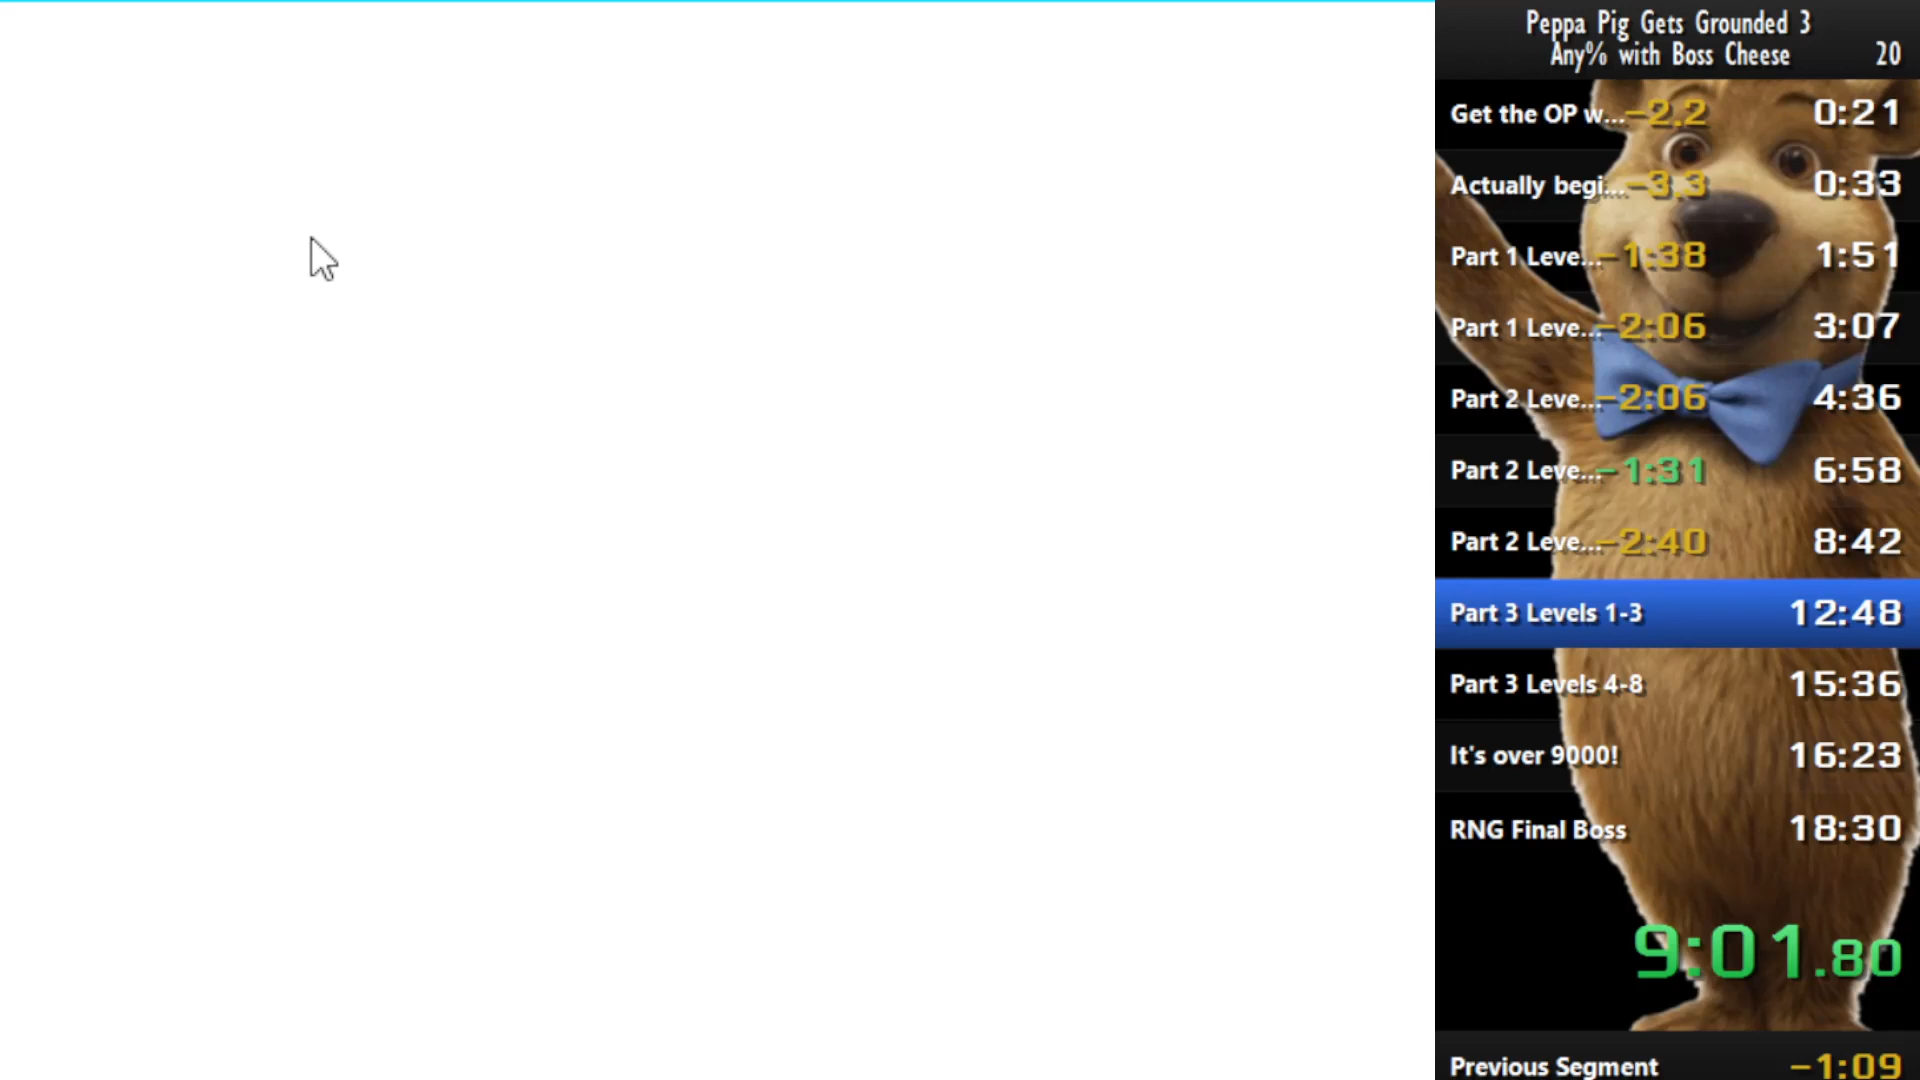 Peppa Pig Gets Grounded 3
Any% with Boss Cheese 20
Get the OP w... -2.2 0:21
Actually begi... -3.3 0:33
Part 1 Leve... -1:38 1:51
Part 1 Leve... -2:06 3:07
Part 2 Leve... -2:06 4:36
Part 2 Leve... -1:31 6:58
Part 2 Leve... -2:40 8:42
Part 3 Levels 1-3 12:48
Part 3 Levels 4-8 15:36
It's over 9000! 16:23
RNG Final Boss 18:30
9:01.80
Previous Segment -1:09